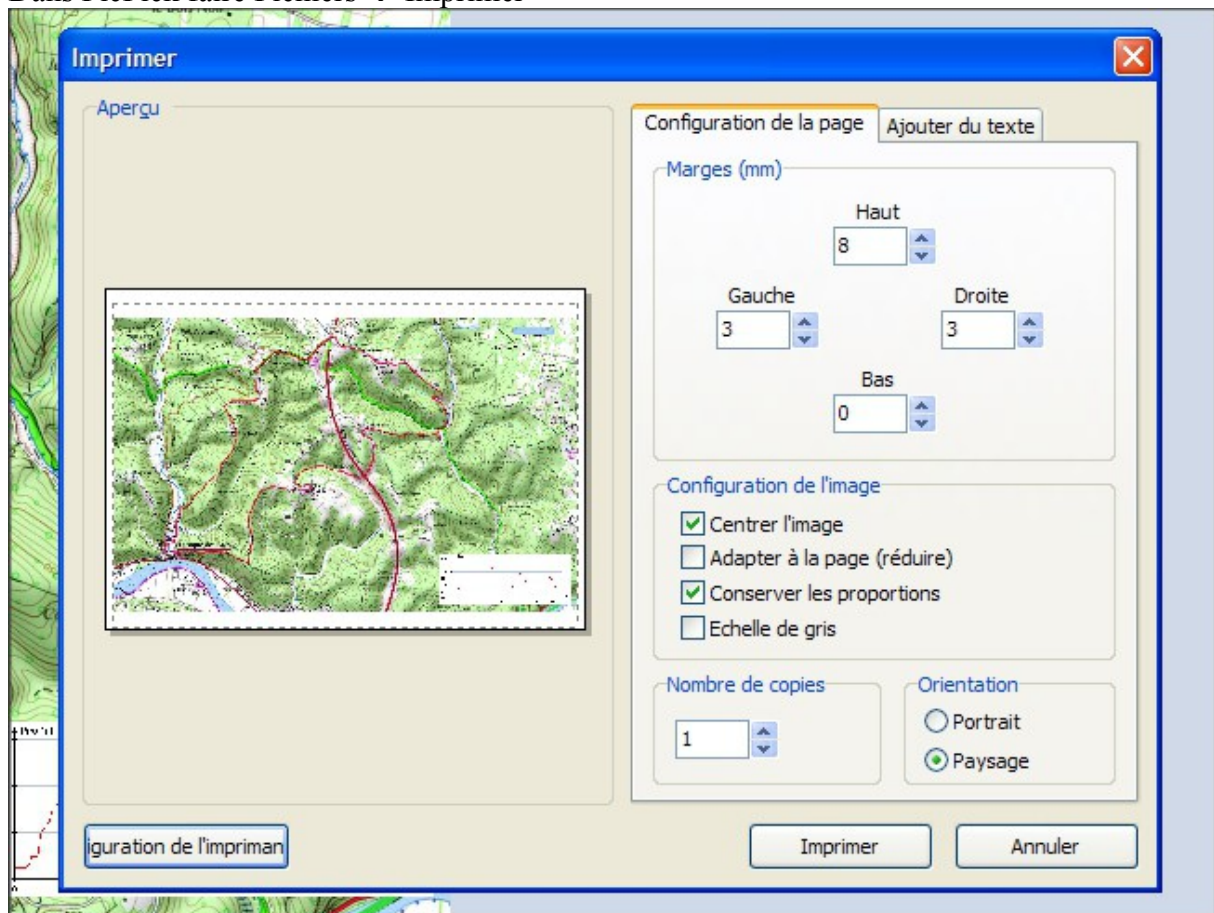 Imprimer
Aperçu
Configuration de la page
Ajouter du texte
Marges (mm)
Haut
8
Gauche
Droite
3
3
Bas
0
Configuration de l'image
Centrer l'image
Adapter à la page (réduire)
Conserver les proportions
Echelle de gris
Nombre de copies
1
Orientation
Portrait
Paysage
iguration de l'impriman
Imprimer
Annuler